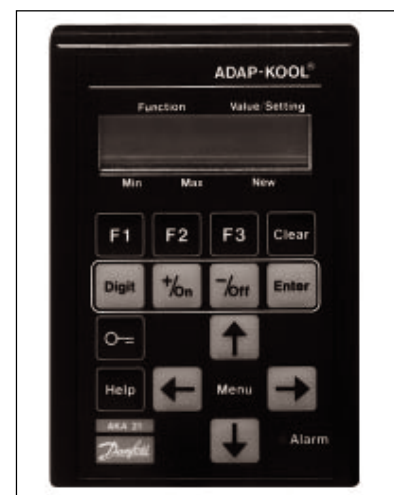 ADAP-KOOL®
Function Value/Setting
Min Max New
F1 F2 F3 Clear
Digit +/On -/Off Enter
Help Menu
AKA 21
Danfoss
Alarm